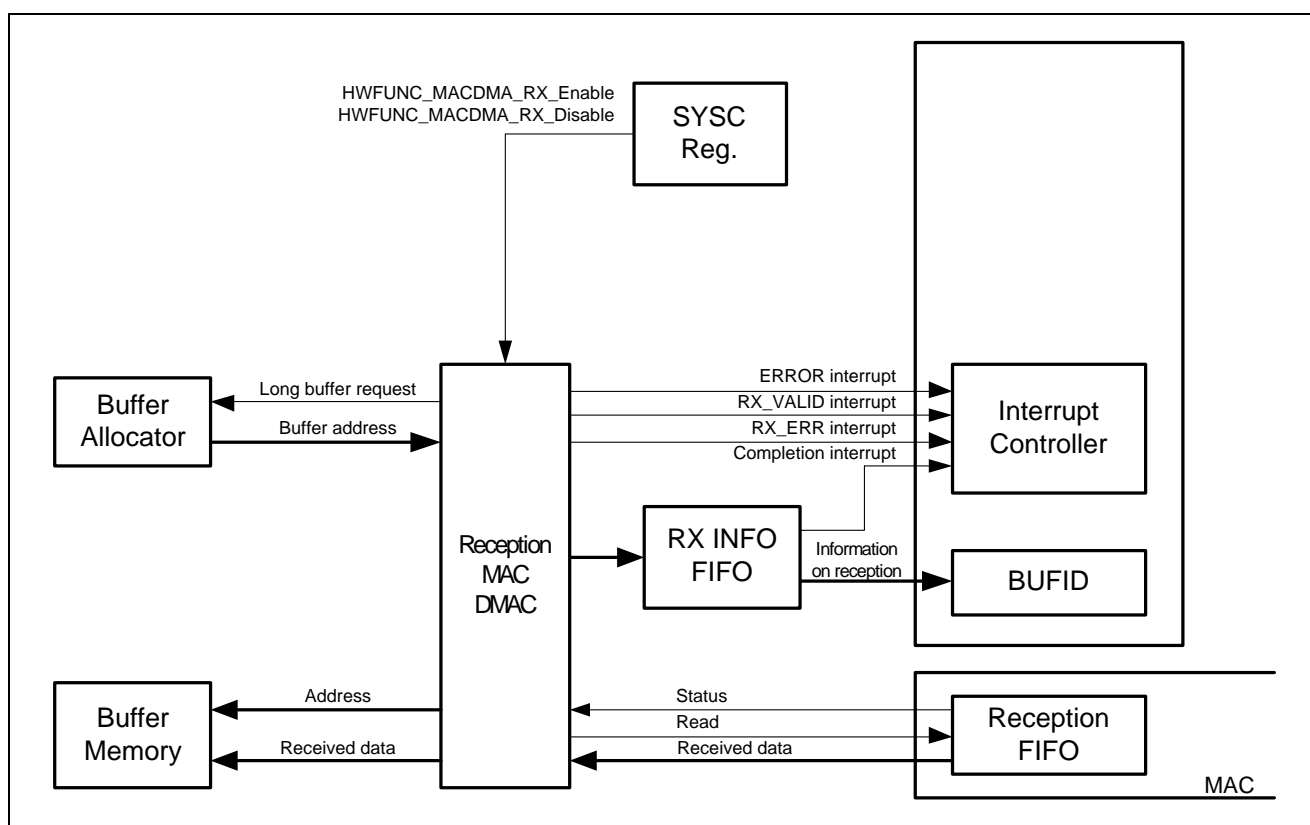 HWFUNC_MACDMA_RX_Enable
HWFUNC_MACDMA_RX_Disable
SYSC
Reg.
Buffer
Allocator
Long buffer request
Buffer address
ERROR interrupt
RX_VALID interrupt
RX_ERR interrupt
Completion interrupt
Interrupt
Controller
Reception
MAC
DMAC
RX INFO
FIFO
Information
on reception
BUFID
Buffer
Memory
Address
Received data
Status
Read
Received data
Reception
FIFO
MAC